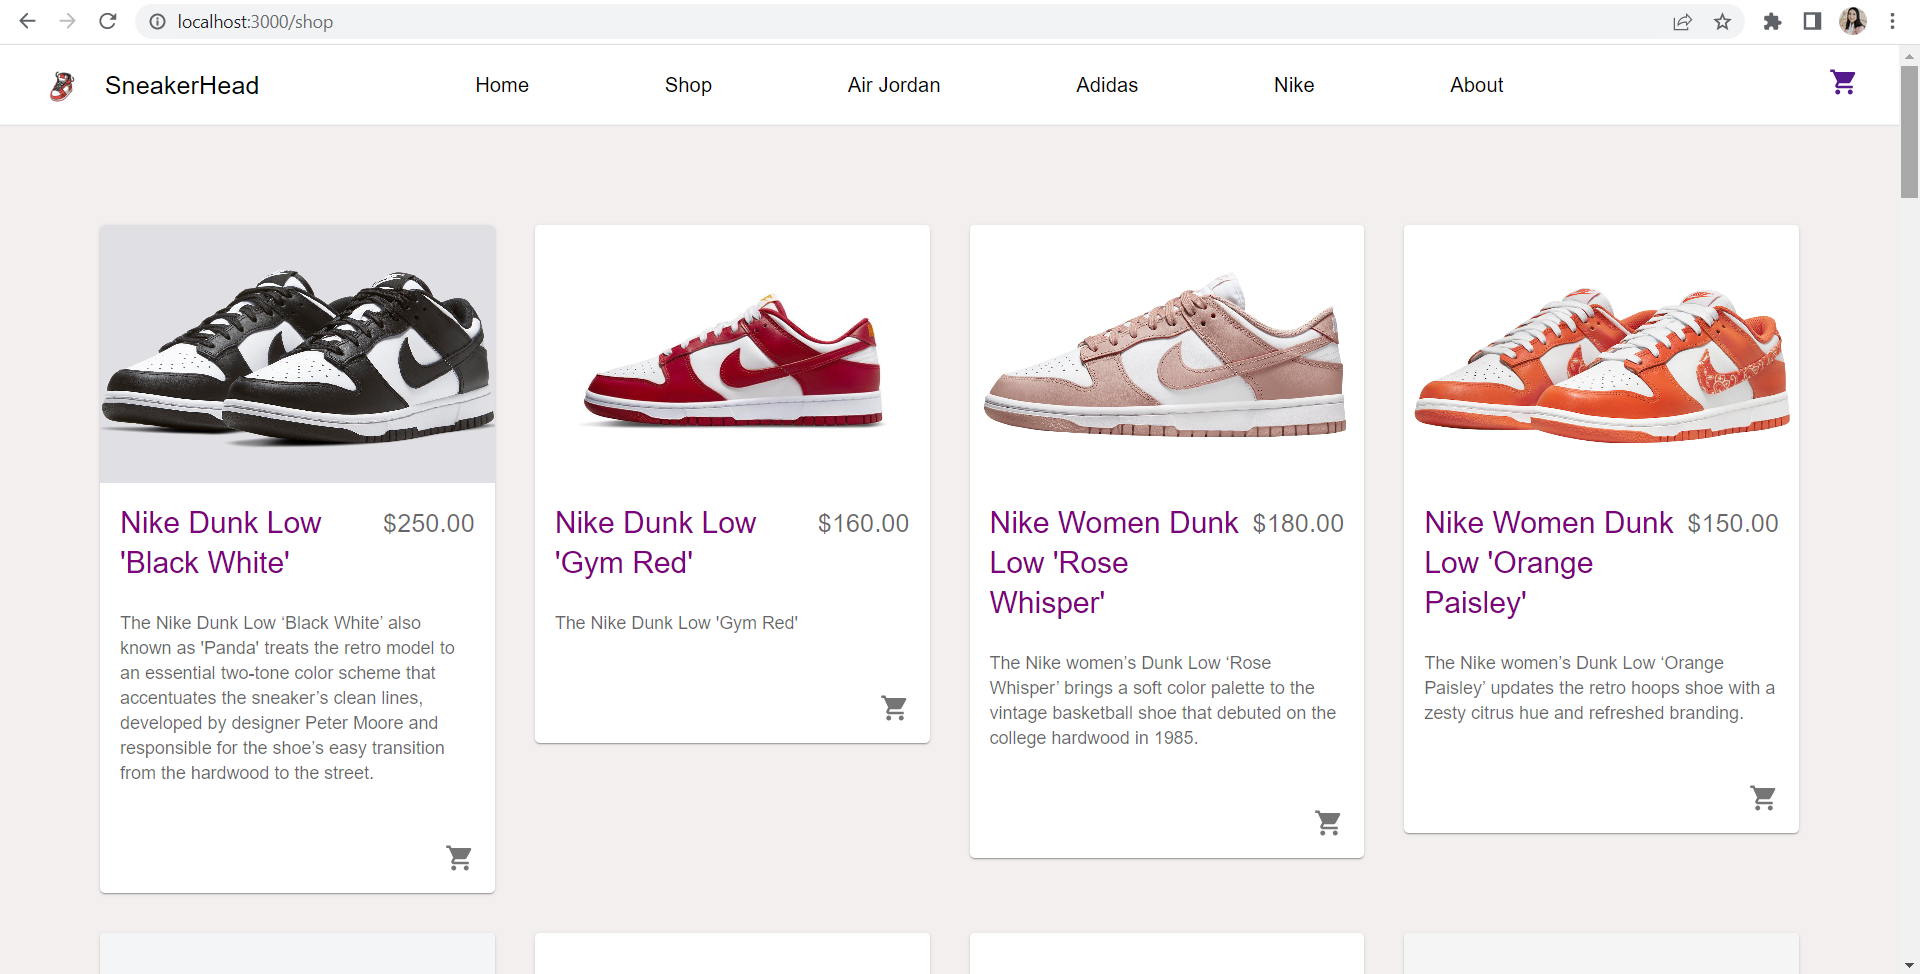 localhost:3000/shop
SneakerHead
Home
Shop
Air Jordan
Adidas
Nike
About
Nike Dunk Low
'Black White'
$250.00
The Nike Dunk Low ‘Black White’ also
known as 'Panda' treats the retro model to
an essential two-tone color scheme that
accentuates the sneaker’s clean lines,
developed by designer Peter Moore and
responsible for the shoe’s easy transition
from the hardwood to the street.
Nike Dunk Low
'Gym Red'
$160.00
The Nike Dunk Low 'Gym Red'
Nike Women Dunk
Low 'Rose
Whisper'
$180.00
The Nike women’s Dunk Low ‘Rose
Whisper’ brings a soft color palette to the
vintage basketball shoe that debuted on the
college hardwood in 1985.
Nike Women Dunk
Low 'Orange
Paisley'
$150.00
The Nike women’s Dunk Low ‘Orange
Paisley’ updates the retro hoops shoe with a
zesty citrus hue and refreshed branding.